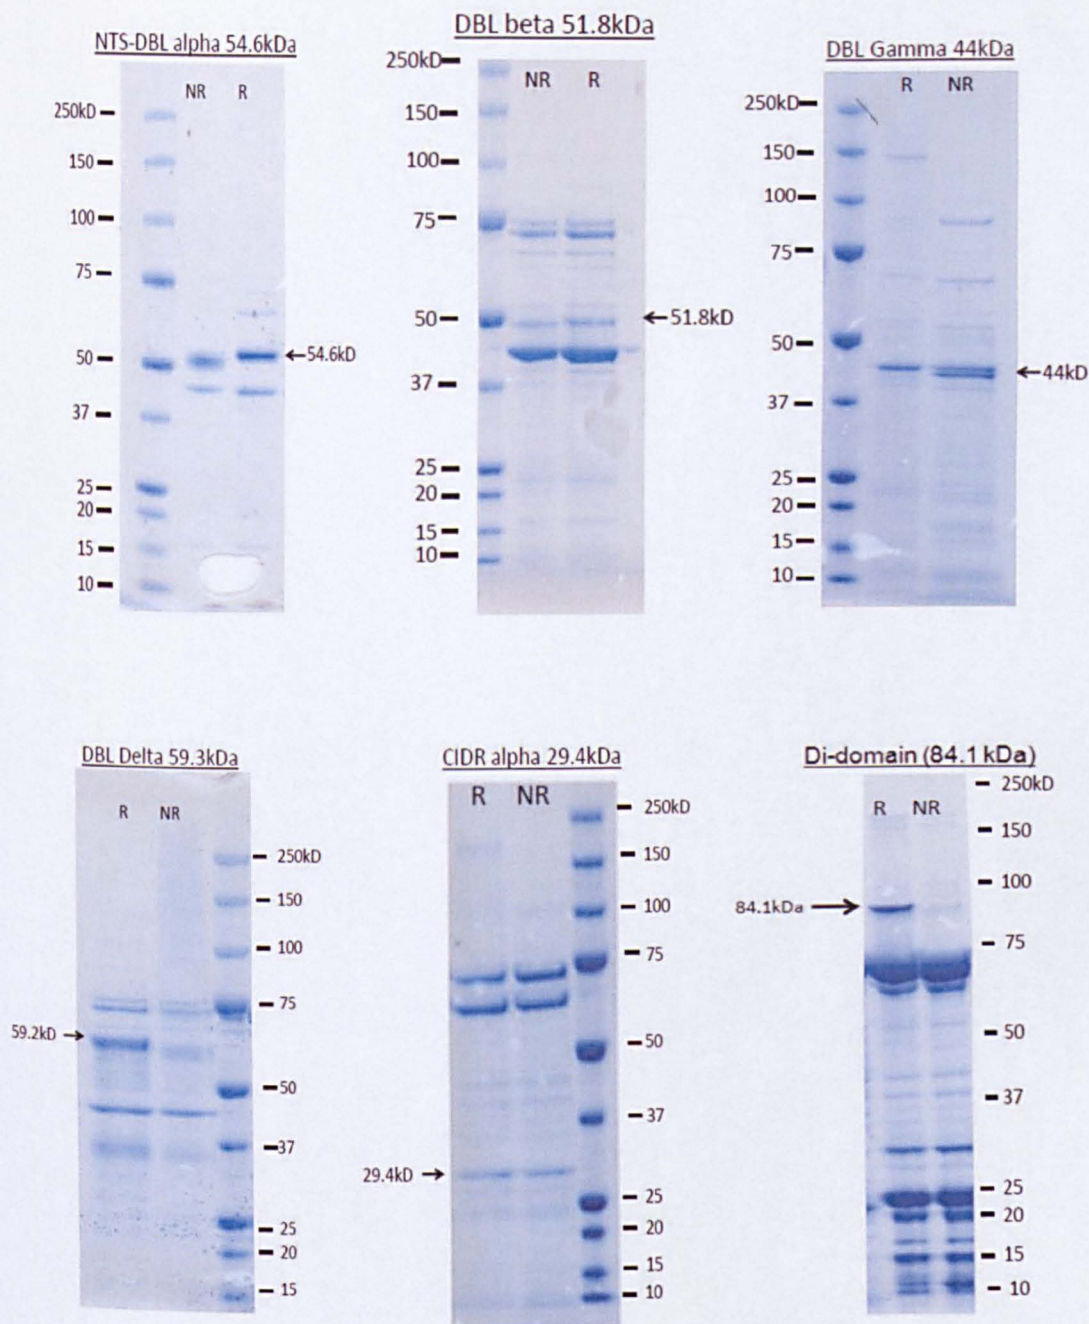 NTS-DBL alpha 54.6kDa
NR R
250kD
150
100
75
50
37
25
20
15
10
←54.6kD
DBL beta 51.8kDa
NR R
250kD
150
100
75
50
37
25
20
15
10
←51.8kD
DBL Gamma 44kDa
R NR
250kD
150
100
75
50
37
25
20
15
10
←44kD
DBL Delta 59.3kDa
R NR
250kD
150
100
75
50
37
25
20
15
59.2kD →
CIDR alpha 29.4kDa
R NR
250kD
150
100
75
50
37
25
20
15
10
29.4kD →
Di-domain (84.1 kDa)
R NR
250kD
150
100
75
50
37
25
20
15
10
84.1kDa →